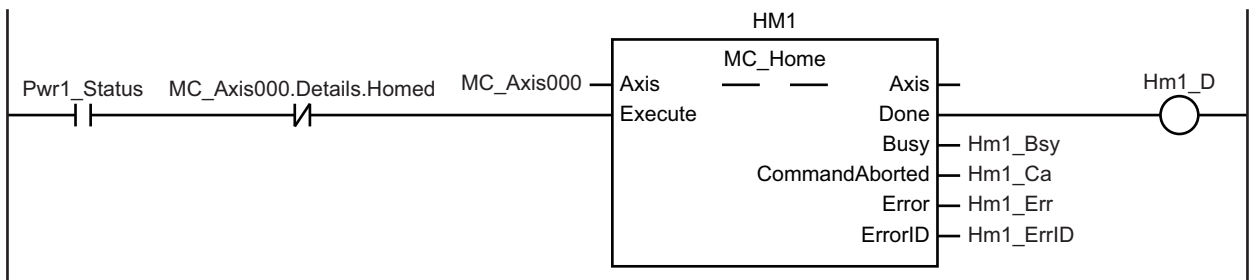 HM1
MC_Home
Pwr1_Status MC_Axis000.Details.Homed MC_Axis000 Axis Axis Hm1_D
Execute Done
Busy Hm1_Bsy
CommandAborted Hm1_Ca
Error Hm1_Err
ErrorID Hm1_ErrID